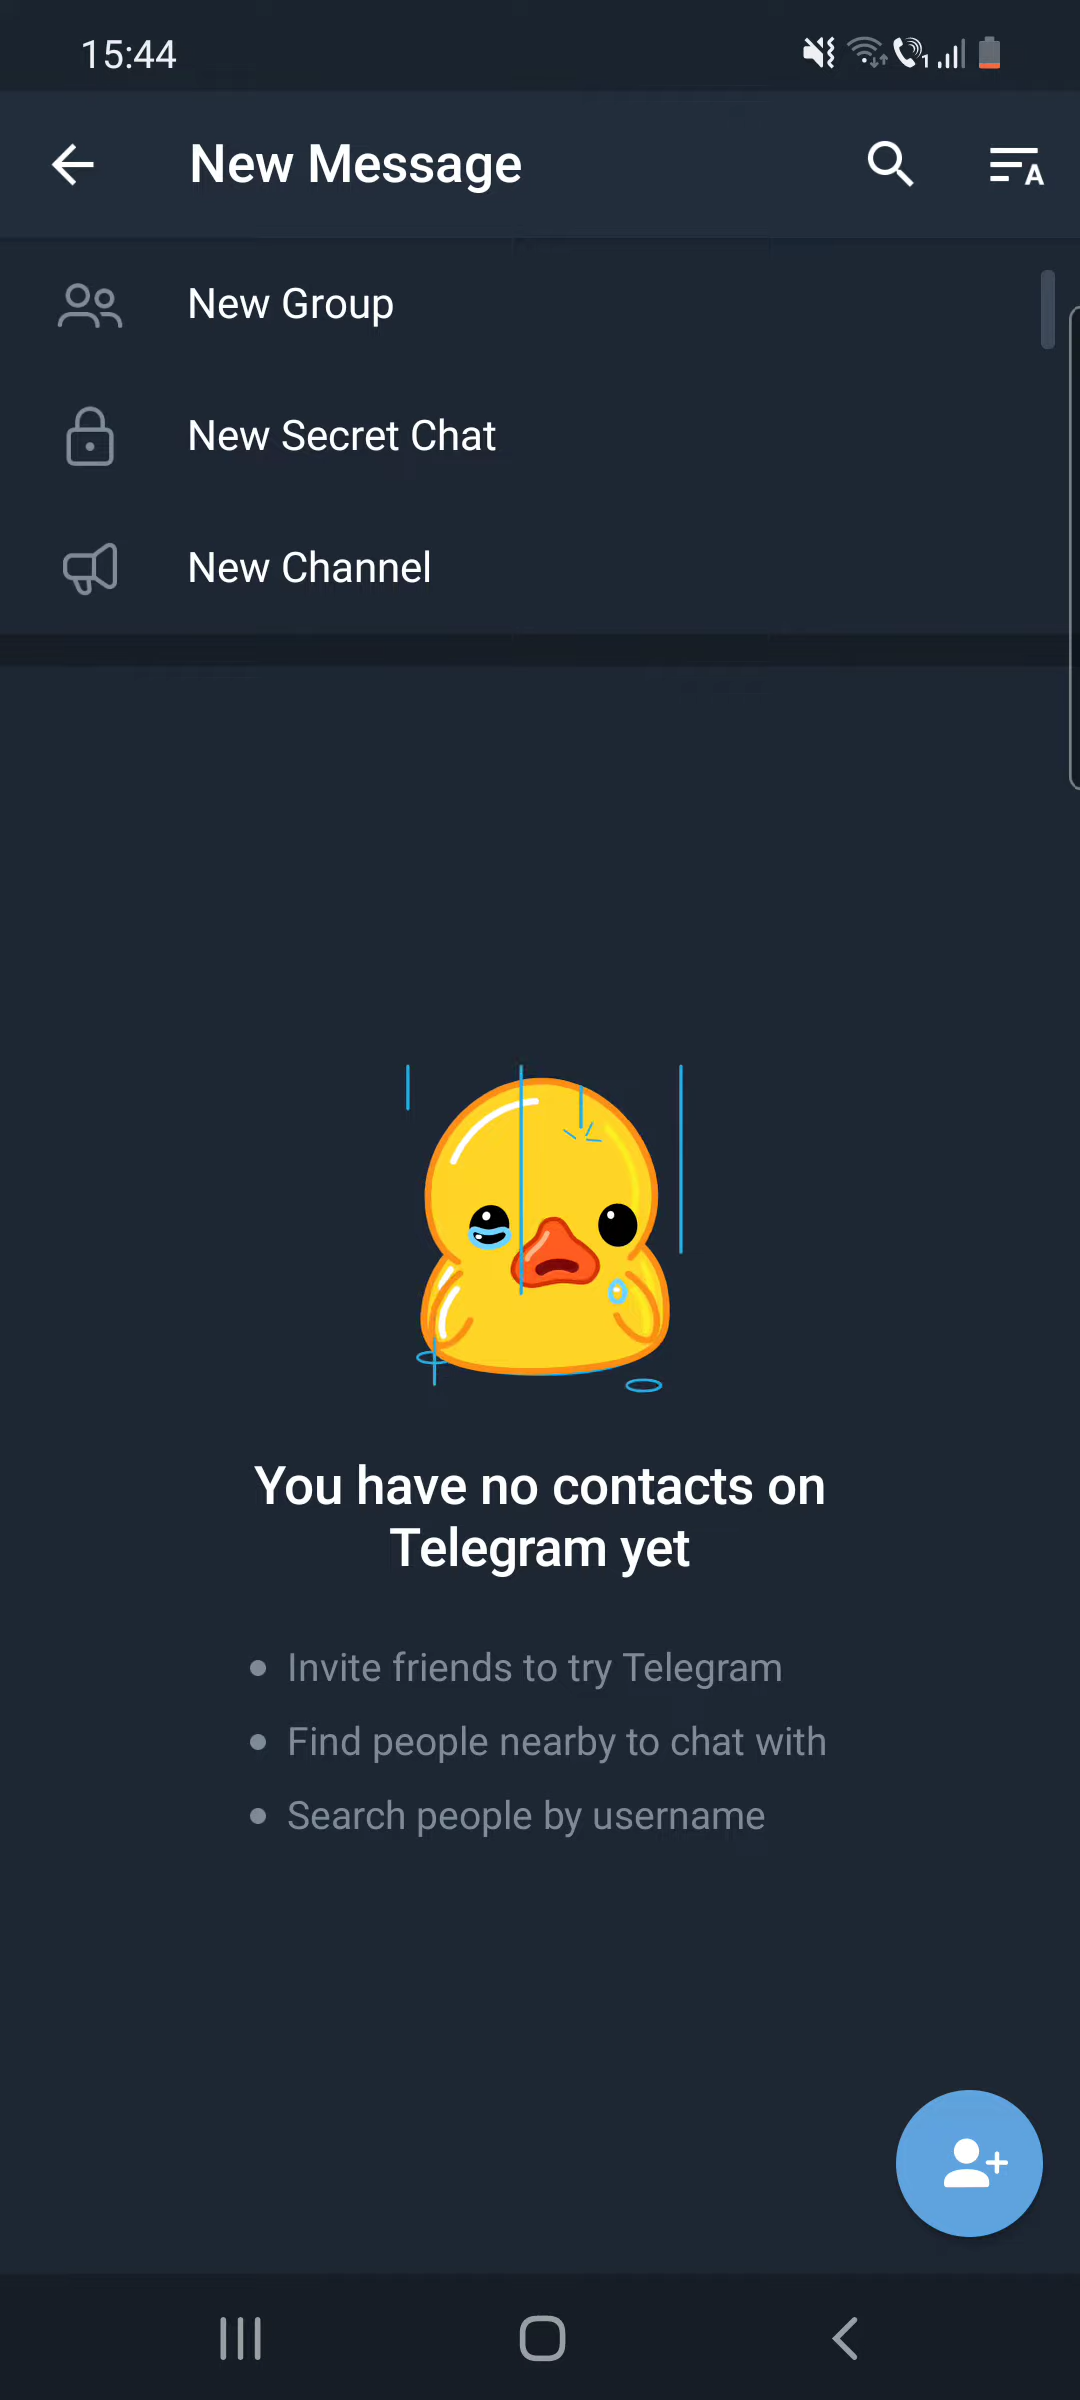 15:44
New Message
New Group
New Secret Chat
New Channel
You have no contacts on
Telegram yet
Invite friends to try Telegram
Find people nearby to chat with
Search people by username